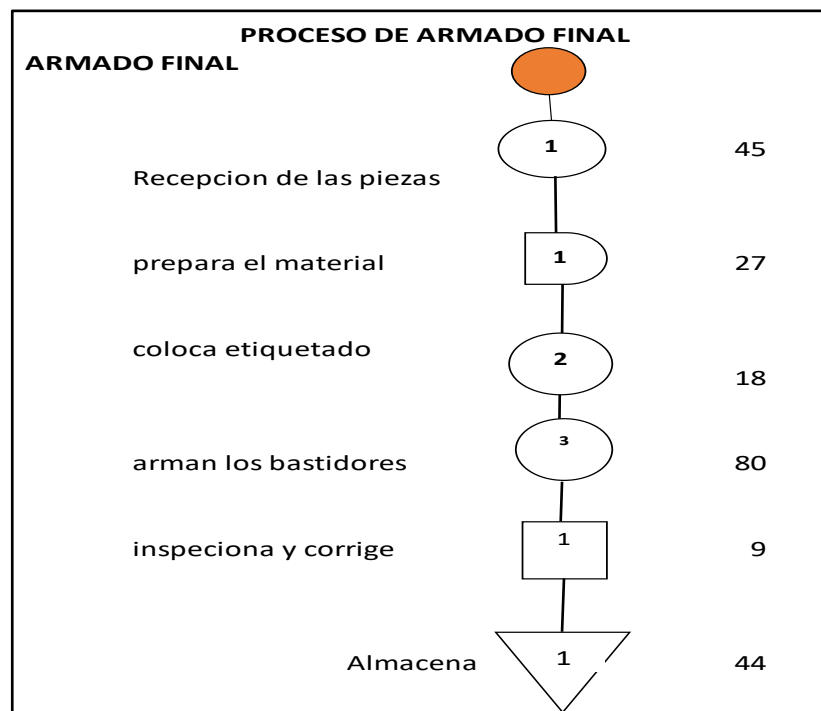 PROCESO DE ARMADO FINAL
ARMADO FINAL
1 45
Recepcion de las piezas
prepara el material 1 27
coloca etiquetado 2
18
3
arman los bastidores 80
inspeciona y corrige 1 9
Almacena 1 44